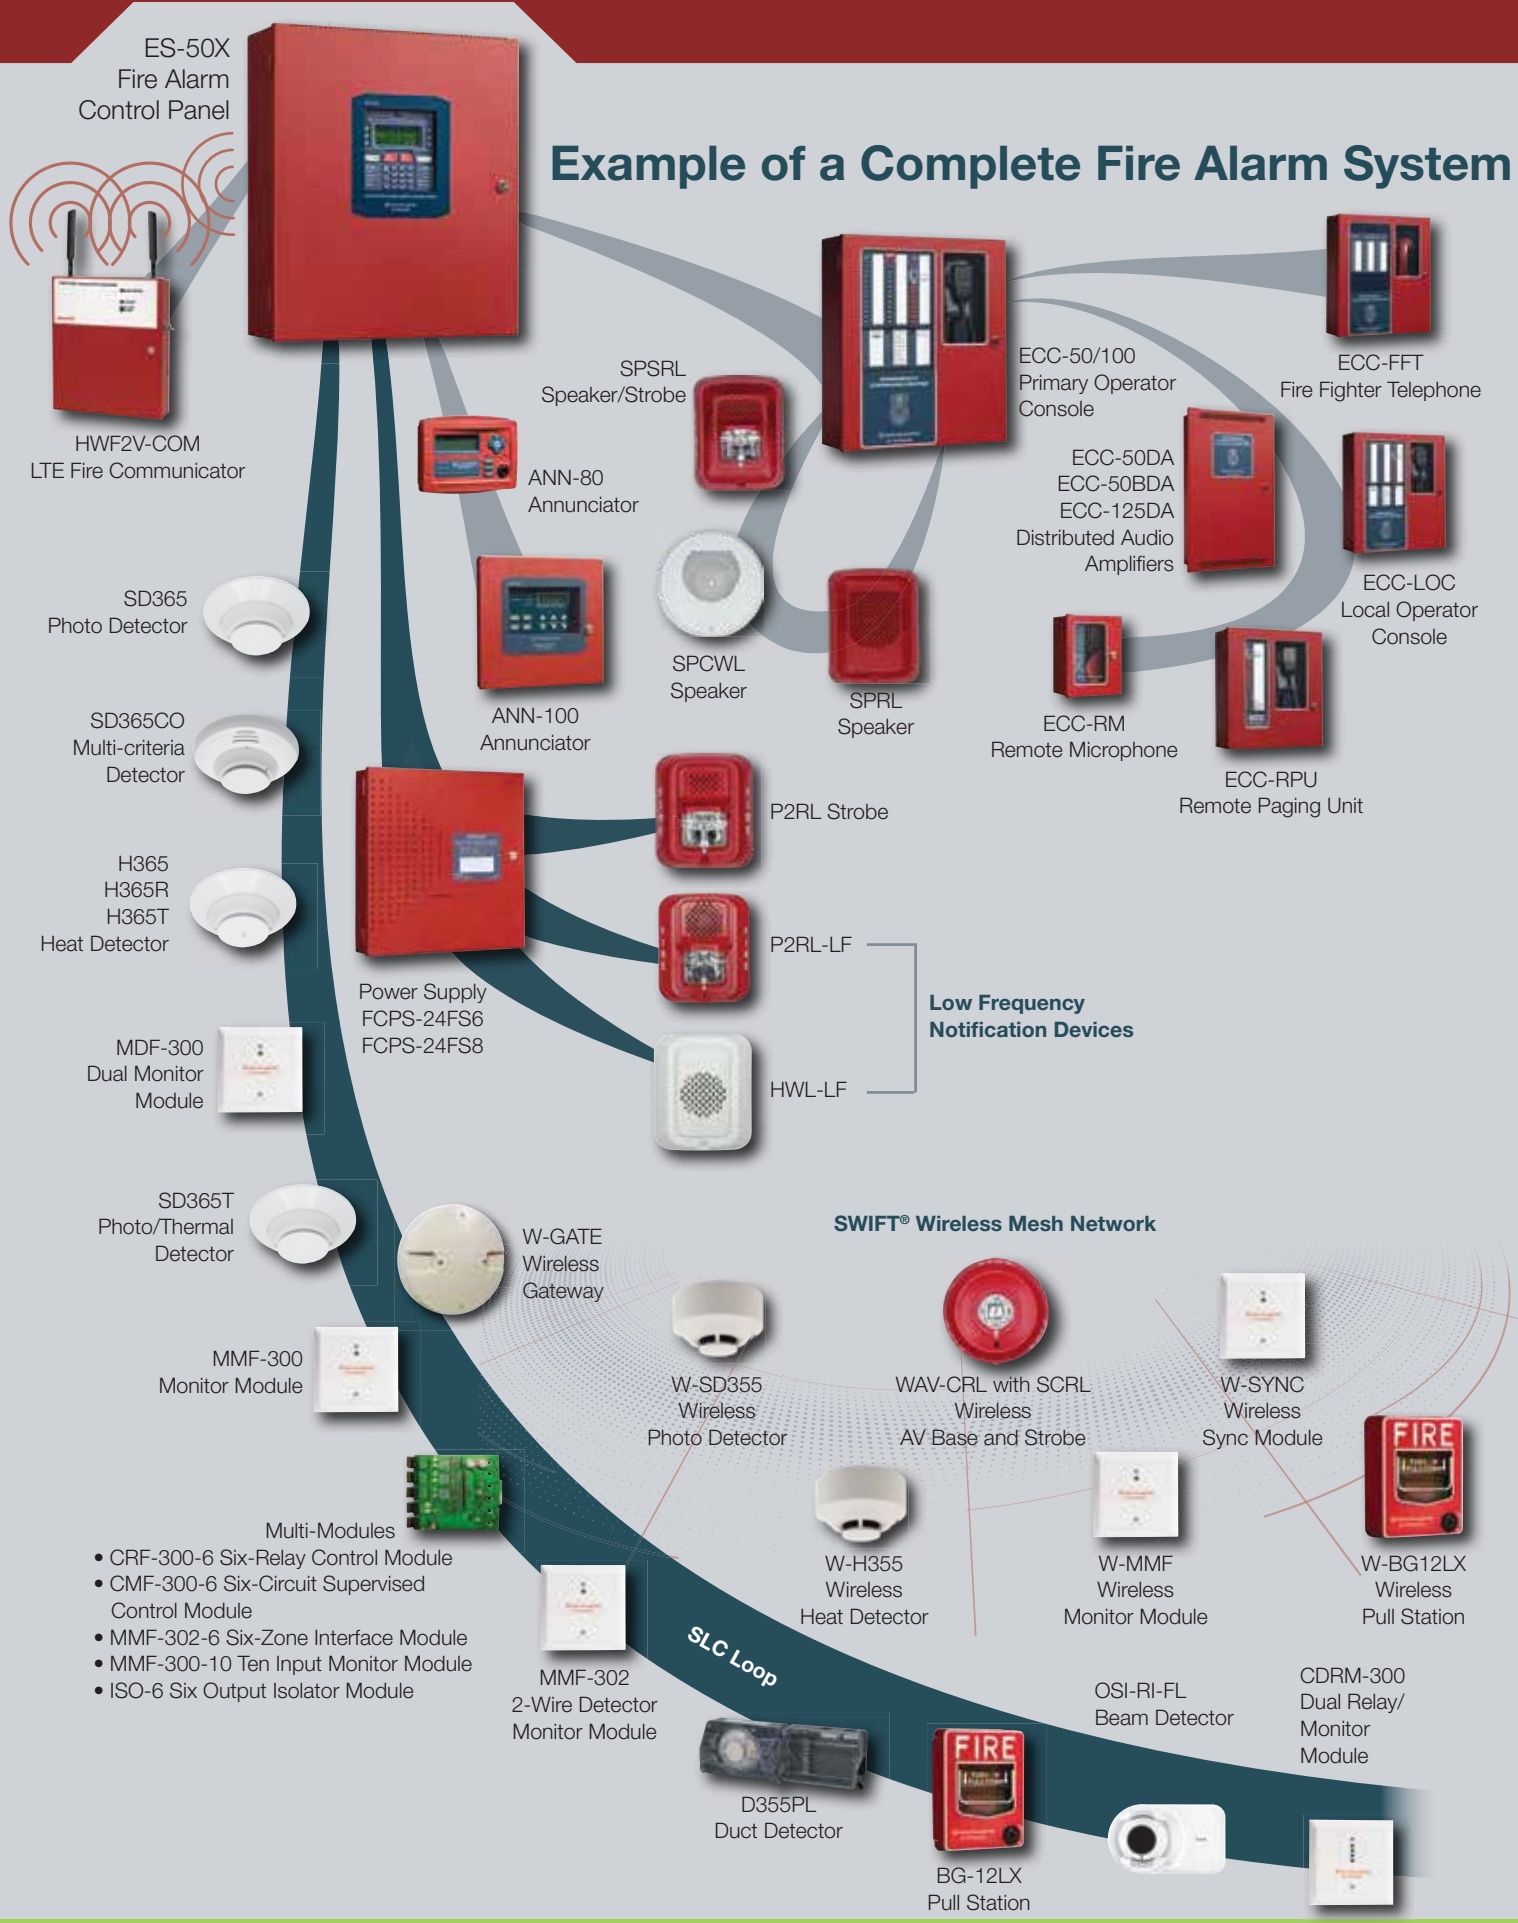 ES-50X
Fire Alarm
Control Panel
Example of a Complete Fire Alarm System
HWF2V-COM
LTE Fire Communicator
SPSRL
Speaker/Strobe
ECC-50/100
Primary Operator
Console
ECC-FFT
Fire Fighter Telephone
ANN-80
Annunciator
ECC-50DA
ECC-50BDA
ECC-125DA
Distributed Audio
Amplifiers
ECC-LOC
Local Operator
Console
SD365
Photo Detector
SPCWL
Speaker
SPRL
Speaker
ANN-100
Annunciator
ECC-RM
Remote Microphone
ECC-RPU
Remote Paging Unit
SD365CO
Multi-criteria
Detector
P2RL Strobe
H365
H365R
H365T
Heat Detector
P2RL-LF
Low Frequency
Notification Devices
HWL-LF
Power Supply
FCPS-24FS6
FCPS-24FS8
MDF-300
Dual Monitor
Module
SD365T
Photo/Thermal
Detector
W-GATE
Wireless
Gateway
SWIFT® Wireless Mesh Network
MMF-300
Monitor Module
W-SD355
Wireless
Photo Detector
WAV-CRL with SCRL
Wireless
AV Base and Strobe
W-SYNC
Wireless
Sync Module
FIRE
W-H355
Wireless
Heat Detector
W-MMF
Wireless
Monitor Module
W-BG12LX
Wireless
Pull Station
Multi-Modules
• CRF-300-6 Six-Relay Control Module
• CMF-300-6 Six-Circuit Supervised
Control Module
• MMF-302-6 Six-Zone Interface Module
• MMF-300-10 Ten Input Monitor Module
• ISO-6 Six Output Isolator Module
MMF-302
2-Wire Detector
Monitor Module
SLC Loop
D355PL
Duct Detector
FIRE
BG-12LX
Pull Station
OSI-RI-FL
Beam Detector
CDRM-300
Dual Relay/
Monitor
Module